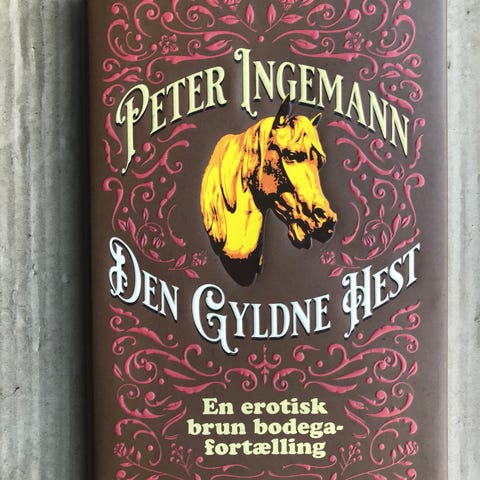 PETER INGEMANN
DEN GYLDNE HEST
En erotisk
brun bodega-
fortælling